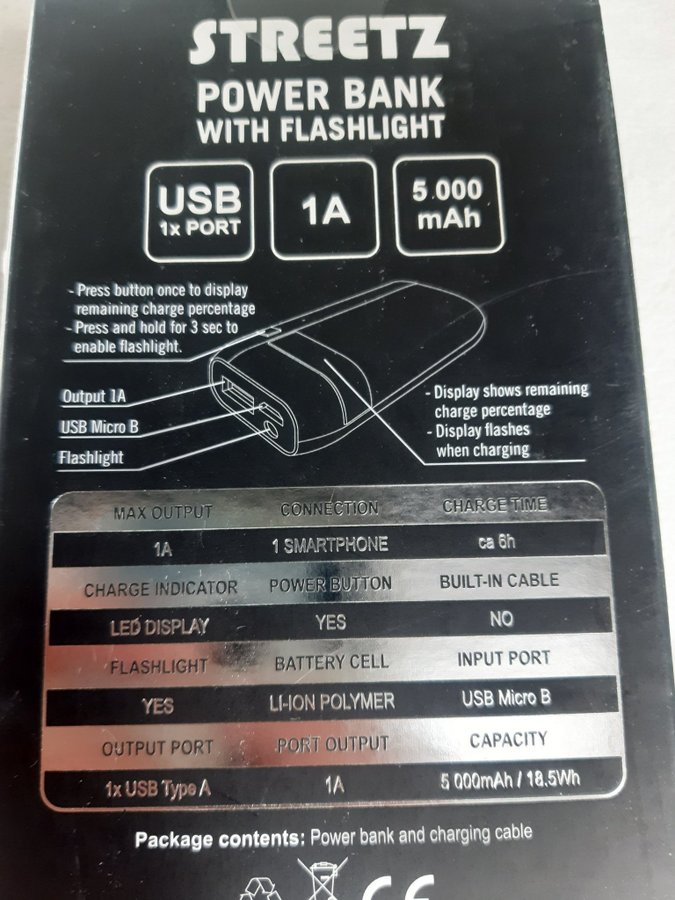 STREETZ
POWER BANK
WITH FLASHLIGHT
USB
1x PORT
1A
5.000
mAh
- Press button once to display
remaining charge percentage
- Press and hold for 3 sec to
enable flashlight.
Output 1A
USB Micro B
Flashlight
- Display shows remaining
charge percentage
- Display flashes
when charging
MAX OUTPUT CONNECTION CHARGE TIME
1A 1 SMARTPHONE ca 6h
CHARGE INDICATOR POWER BUTTON BUILT-IN CABLE
LED DISPLAY YES NO
FLASHLIGHT BATTERY CELL INPUT PORT
YES LI-ION POLYMER USB Micro B
OUTPUT PORT PORT OUTPUT CAPACITY
1x USB Type A 1A 5 000mAh / 18.5Wh
Package contents: Power bank and charging cable
CE